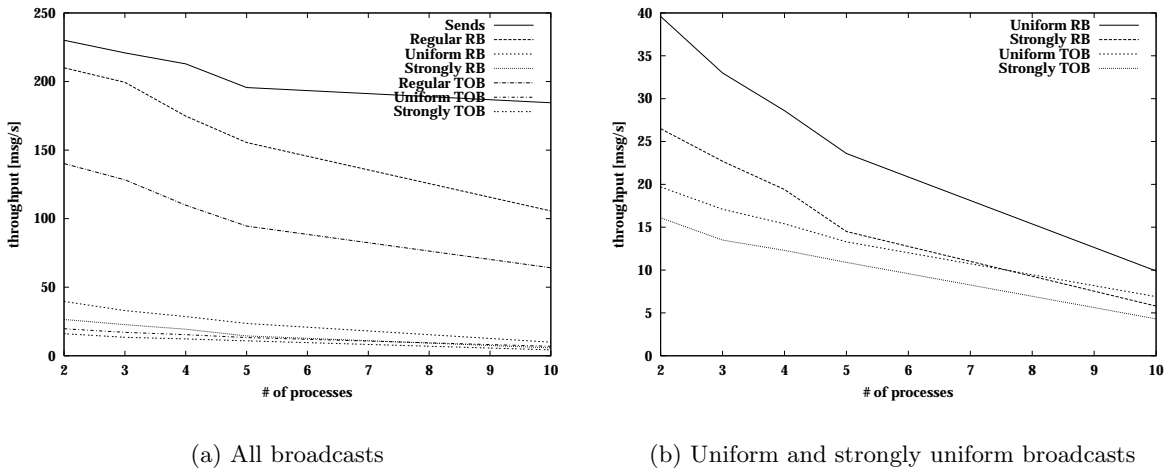 250
200
150
100
50
0
throughput [msg/s]
2 3 4 5 6 7 8 9 10
# of processes
Sends
Regular RB
Uniform RB
Strongly RB
Regular TOB
Uniform TOB
Strongly TOB
(a) All broadcasts
40
35
30
25
20
15
10
5
0
throughput [msg/s]
2 3 4 5 6 7 8 9 10
# of processes
Uniform RB
Strongly RB
Uniform TOB
Strongly TOB
(b) Uniform and strongly uniform broadcasts